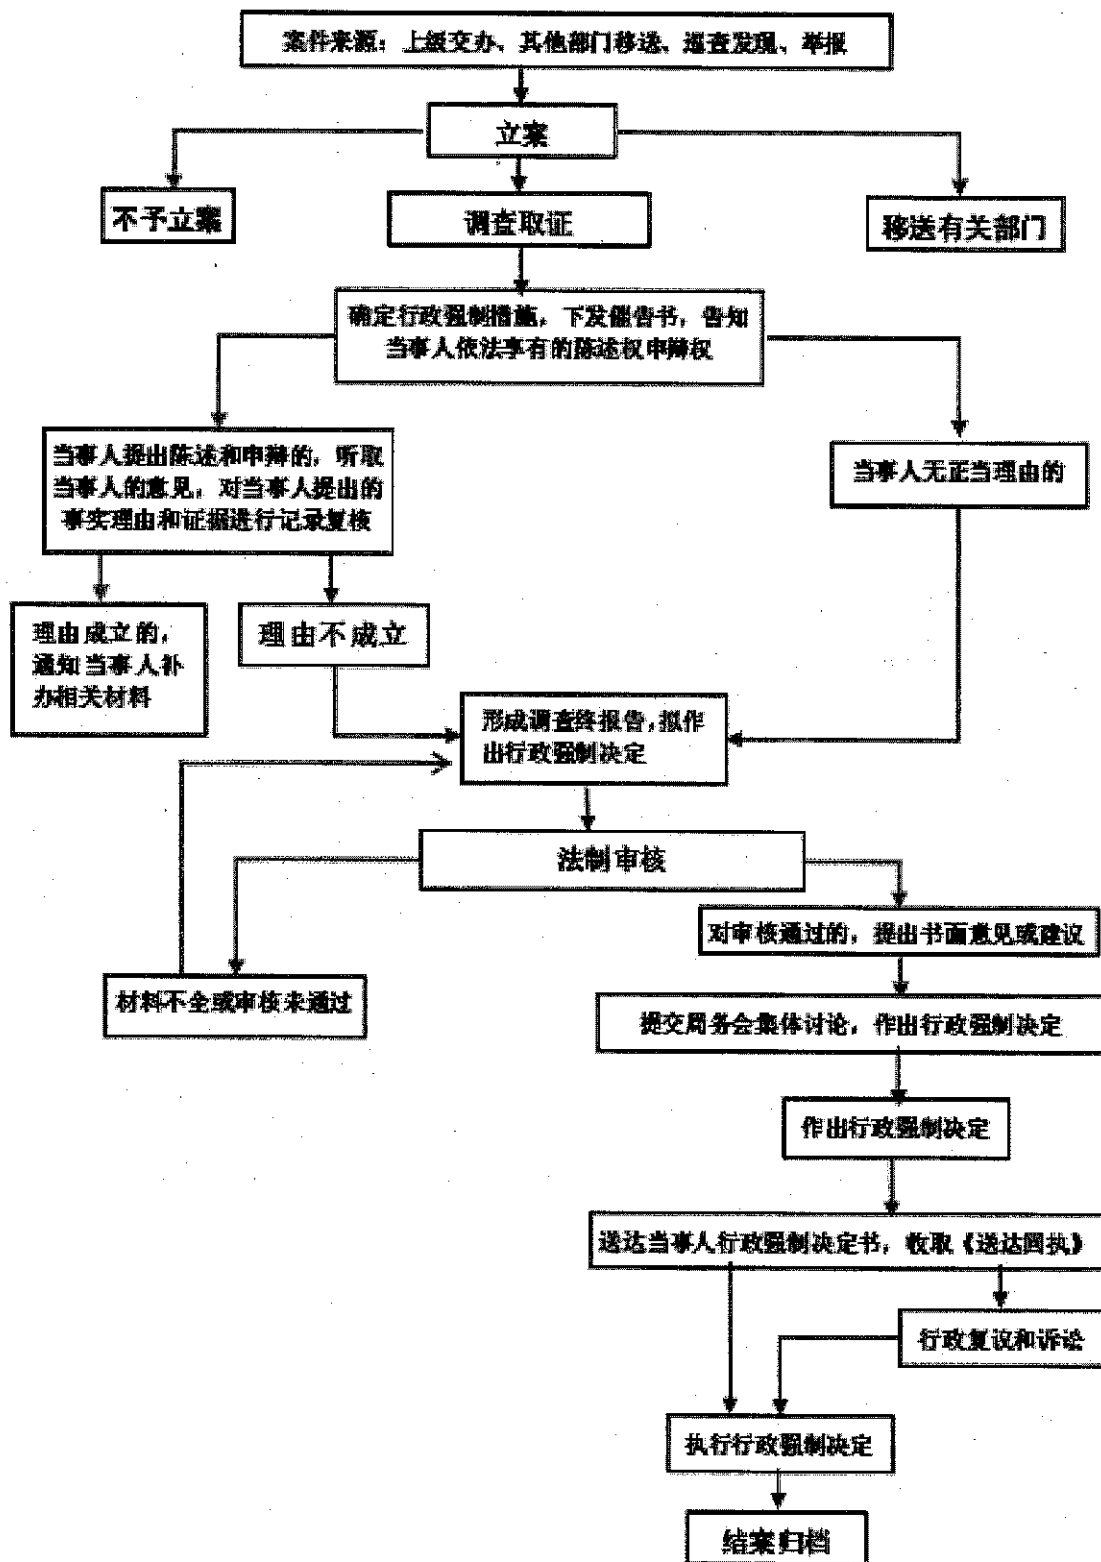 案件来源：上级交办、其他部门移送、巡查发现、举报
立案
不予立案
调查取证
移送有关部门
确定行政强制措施，下发催告书，告知
当事人依法享有的陈述权申辩权
当事人提出陈述和申辩的，听取
当事人的意见，对当事人提出的
事实理由和证据进行记录复核
当事人无正当理由的
理由成立的，
通知当事人补
办相关材料
理由不成立
形成调查终报告，拟作
出行政强制决定
法制审核
对审核通过的，提出书面意见或建议
材料不全或审核未通过
提交局务会集体讨论，作出行政强制决定
作出行政强制决定
送达当事人行政强制决定书，收取《送达回执》
行政复议和诉讼
执行行政强制决定
结案归档